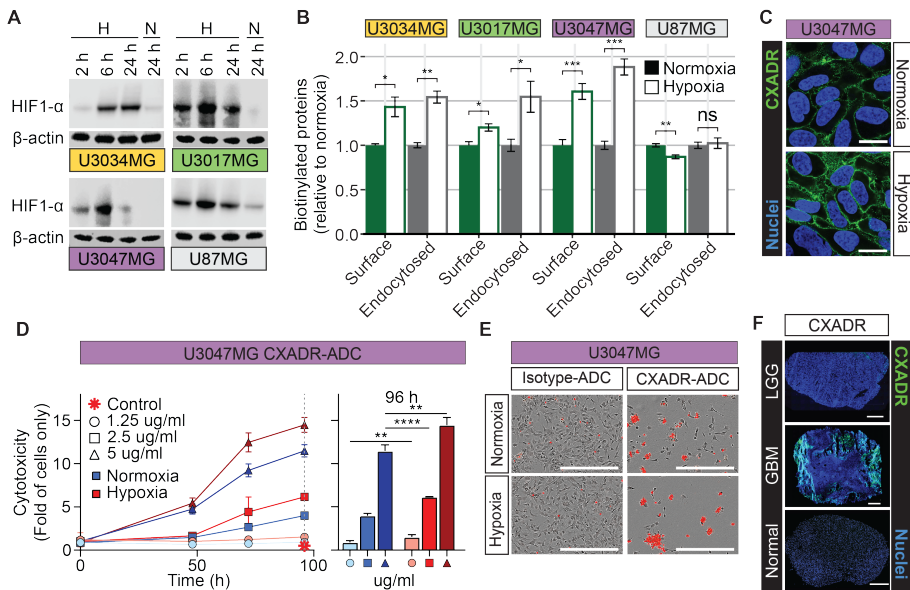 A
H N
2 h 6 h 24 h 24 h
H N
2 h 6 h 24 h 24 h
HIF1-α
β-actin
U3034MG U3017MG
HIF1-α
β-actin
U3047MG U87MG
B
U3034MG U3017MG U3047MG U87MG
Biotinylated proteins
(relative to normoxia)
2.0
1.5
1.0
0.5
0.0
* ** * * *** *** ** ns
Normoxia
Hypoxia
Surface Endocytosed Surface Endocytosed Surface Endocytosed Surface Endocytosed
C
U3047MG
CXADR
Nuclei
Normoxia
Hypoxia
D
U3047MG CXADR-ADC
Cytotoxicity
(Fold of cells only)
15
10
5
0
Control
1.25 ug/ml
2.5 ug/ml
5 ug/ml
Normoxia
Hypoxia
0 50 100
Time (h)
96 h
**
****
**
ug/ml
E
U3047MG
Isotype-ADC CXADR-ADC
Normoxia
Hypoxia
F
CXADR
LGG
GBM
Normal
CXADR
Nuclei